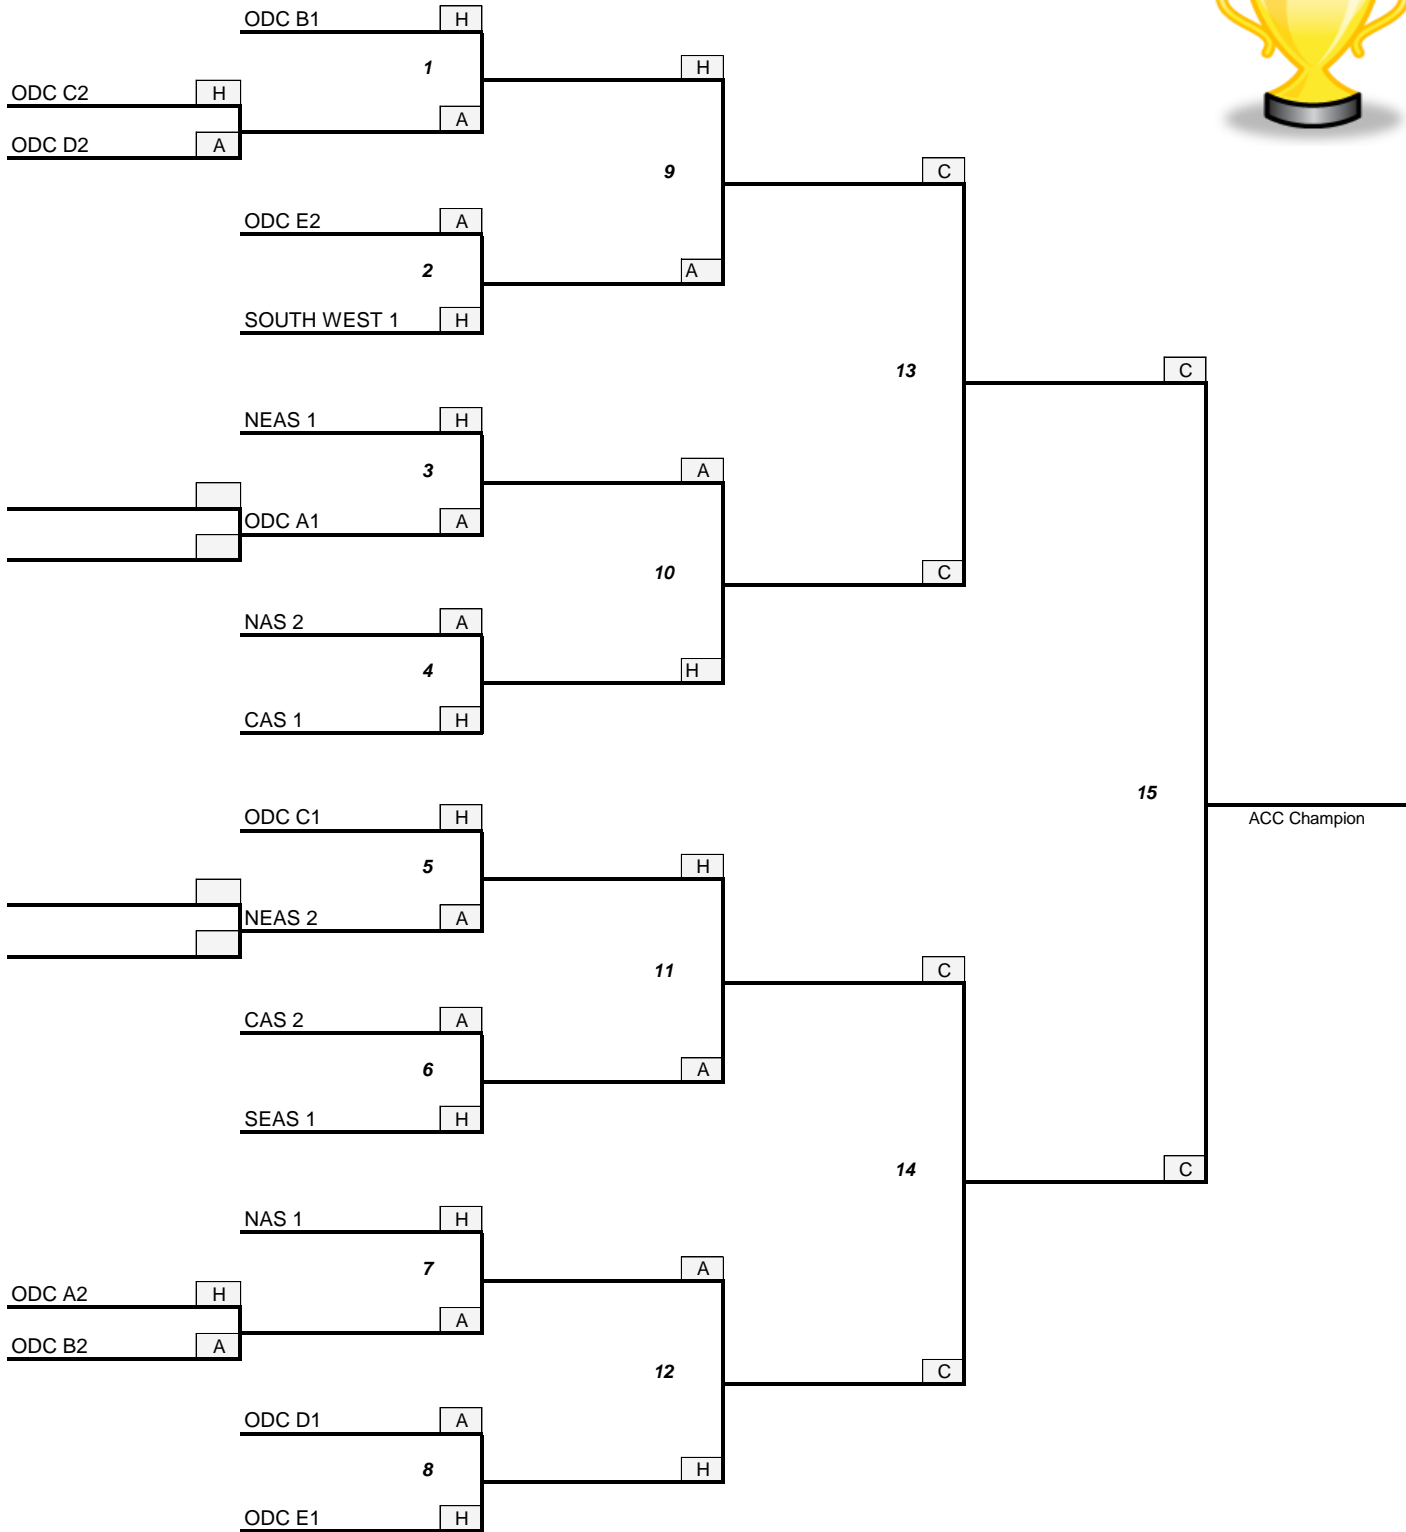 ODC B1 H
1
H
ODC C2 H
A
ODC D2 A
9
C
ODC E2 A
2
A
SOUTH WEST 1 H
13
C
NEAS 1 H
3
A
ODC A1 A
10
C
NAS 2 A
4
H
CAS 1 H
15
ACC Champion
ODC C1 H
5
H
NEAS 2 A
11
C
CAS 2 A
6
A
SEAS 1 H
14
C
NAS 1 H
7
A
ODC A2 H
A
ODC B2 A
12
C
ODC D1 A
8
H
ODC E1 H